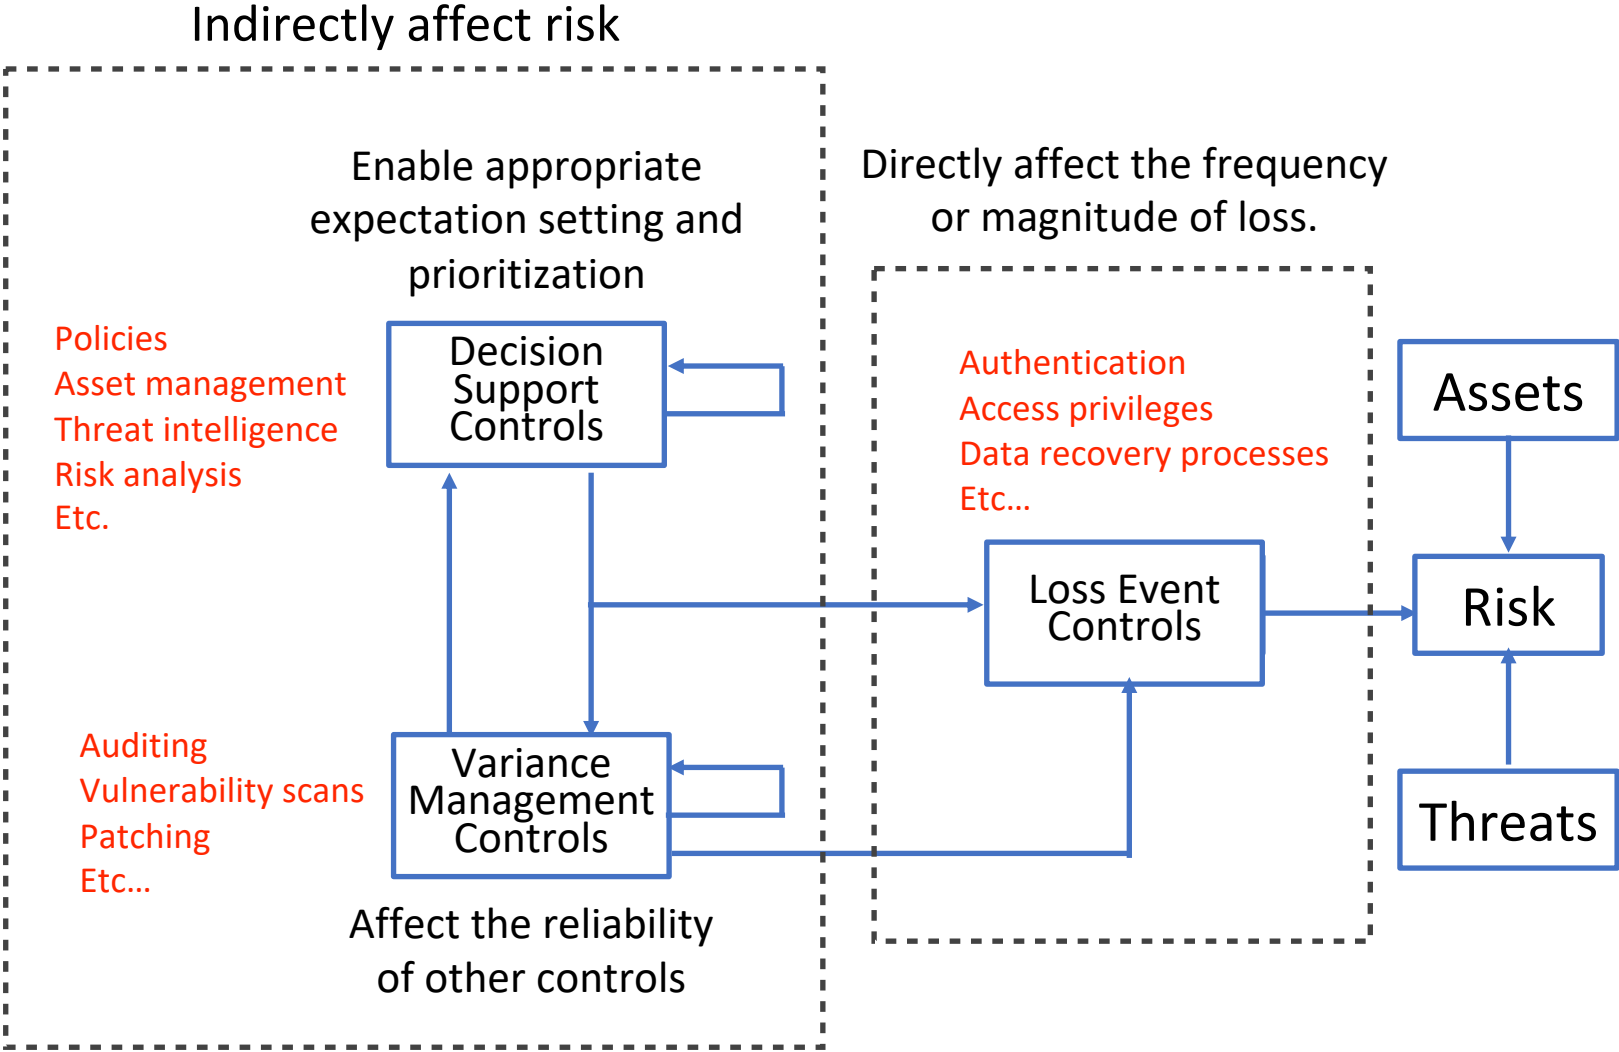 Indirectly affect risk
Enable appropriate
expectation setting and
prioritization
Directly affect the frequency
or magnitude of loss.
Policies
Asset management
Threat intelligence
Risk analysis
Etc.
Decision
Support
Controls
Authentication
Access privileges
Data recovery processes
Etc...
Assets
Loss Event
Controls
Risk
Auditing
Vulnerability scans
Patching
Etc...
Variance
Management
Controls
Threats
Affect the reliability
of other controls